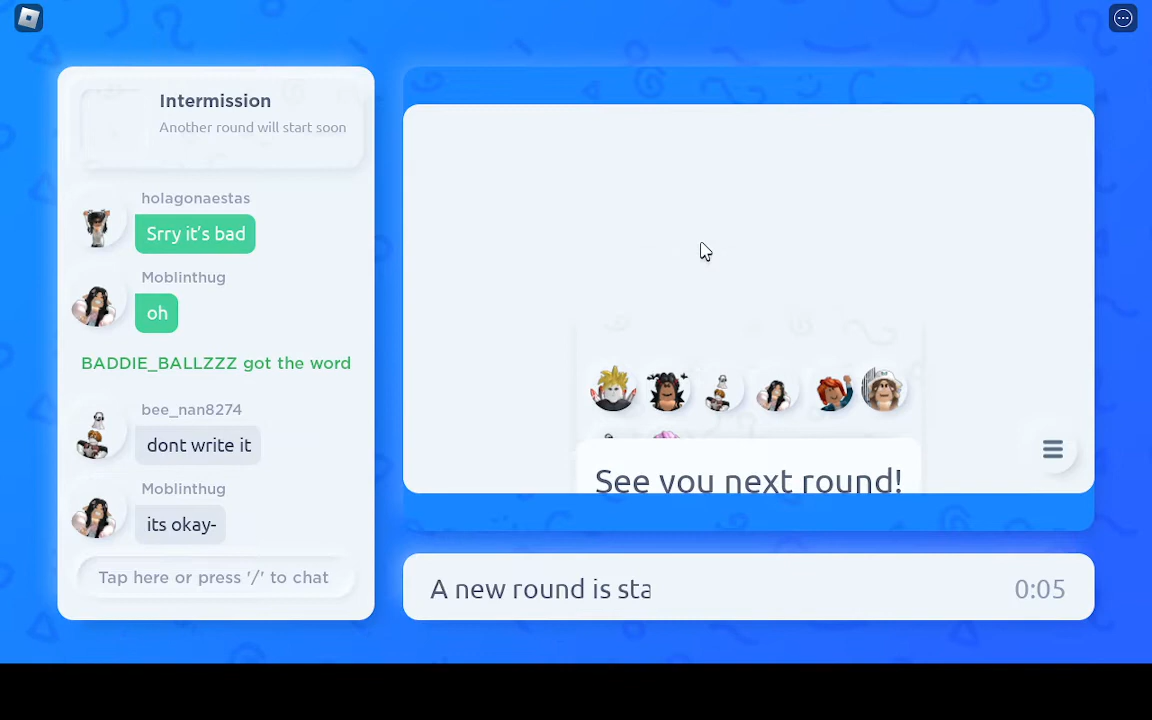 Intermission
Another round will start soon
holagonaestas
Srry it's bad
Moblinthug
oh
BADDIE_BALLZZZ got the word
bee_nan8274
dont write it
Moblinthug
its okay-
Tap here or press '/' to chat
See you next round!
A new round is sta
0:05